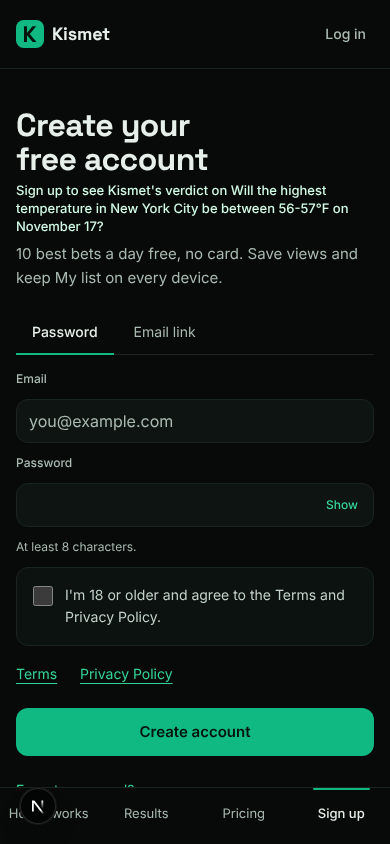 K Kismet
Log in
Create your
free account
Sign up to see Kismet's verdict on Will the highest
temperature in New York City be between 56-57°F on
November 17?
10 best bets a day free, no card. Save views and
keep My list on every device.
Password
Email link
Email
you@example.com
Password
Show
At least 8 characters.
I'm 18 or older and agree to the Terms and
Privacy Policy.
Terms
Privacy Policy
Create account
N
Results
Pricing
Sign up